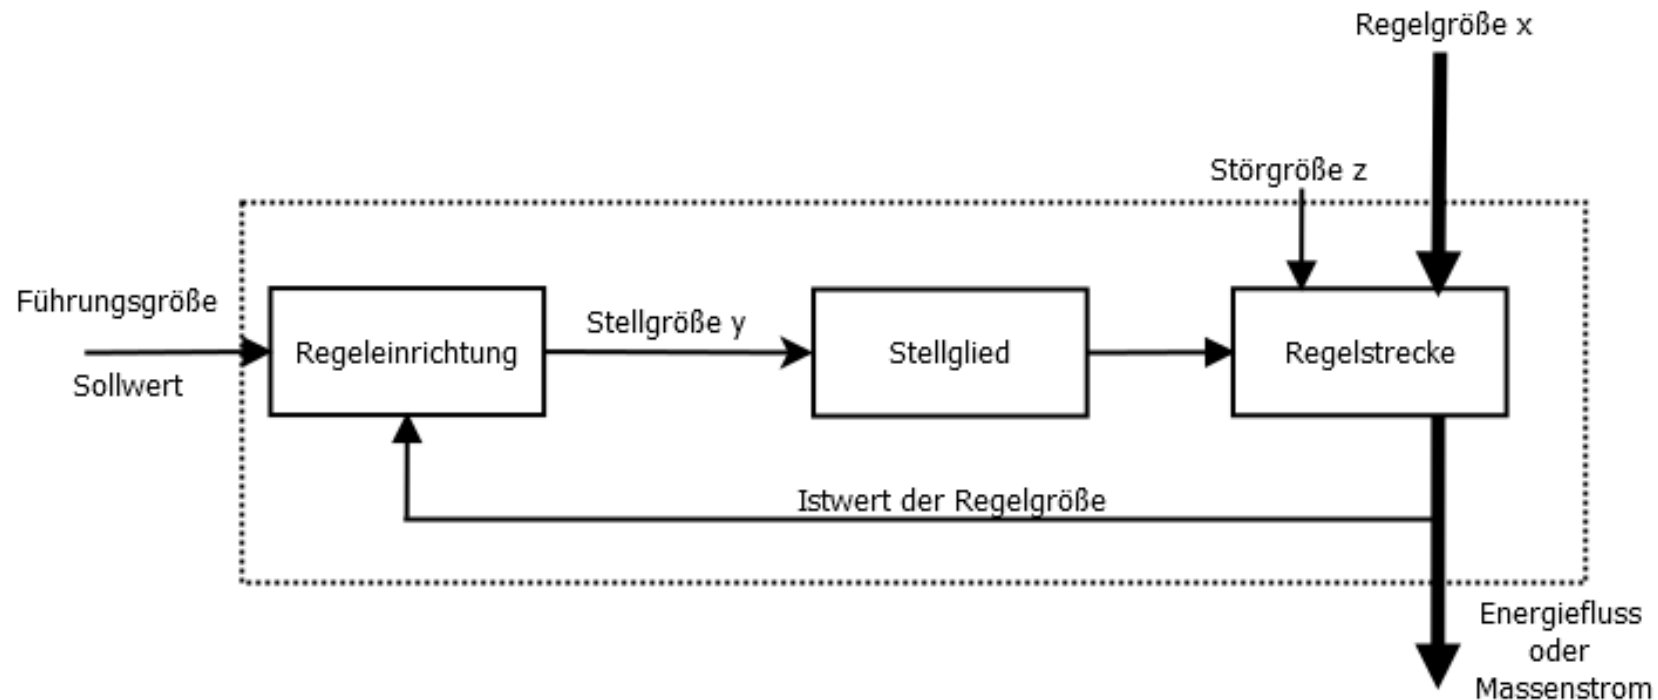 Regelgröße x
Störgröße z
Führungsgröße
Sollwert
Regeleinrichtung
Stellgröße y
Stellglied
Regelstrecke
Istwert der Regelgröße
Energiefluss
oder
Massenstrom